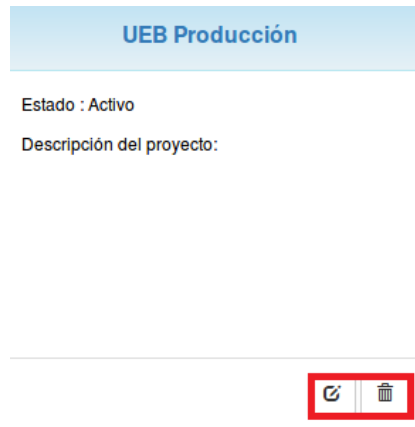 UEB Producción
Estado : Activo
Descripción del proyecto: